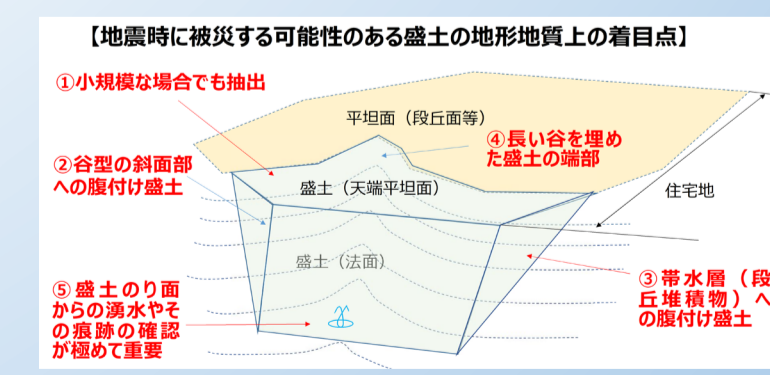 【地震時に被災する可能性のある盛土の地形地質上の着目点】
①小規模な場合でも抽出
平坦面（段丘面等）
④長い谷を埋め
た盛土の端部
②谷型の斜面部
への腹付け盛土
盛土（天端平坦面）
住宅地
盛土（法面）
③帯水層（段
丘堆積物）へ
の腹付け盛土
⑤盛土のり面
からの湧水やそ
の痕跡の確認
が極めて重要